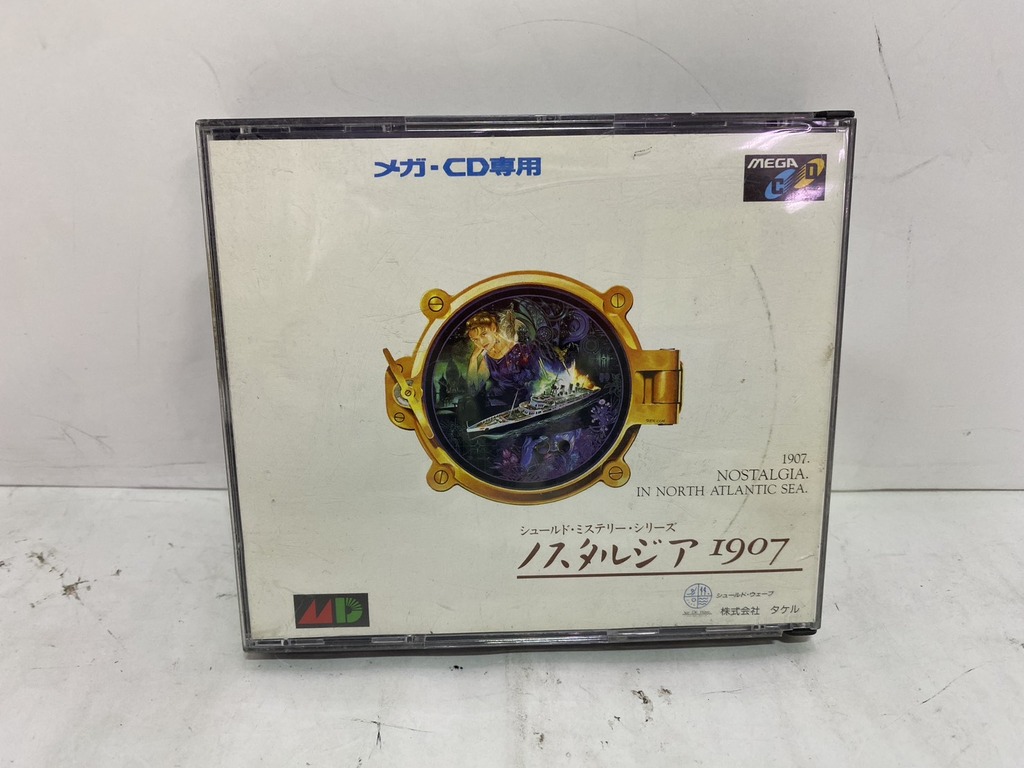 メガ-CD専用
MEGA
CD
1907.
NOSTALGIA.
IN NORTH ATLANTIC SEA.
シュールド・ミステリー・シリーズ
ノスタルジア 1907
シュールド・ウェーブ
株式会社 タケル
MD